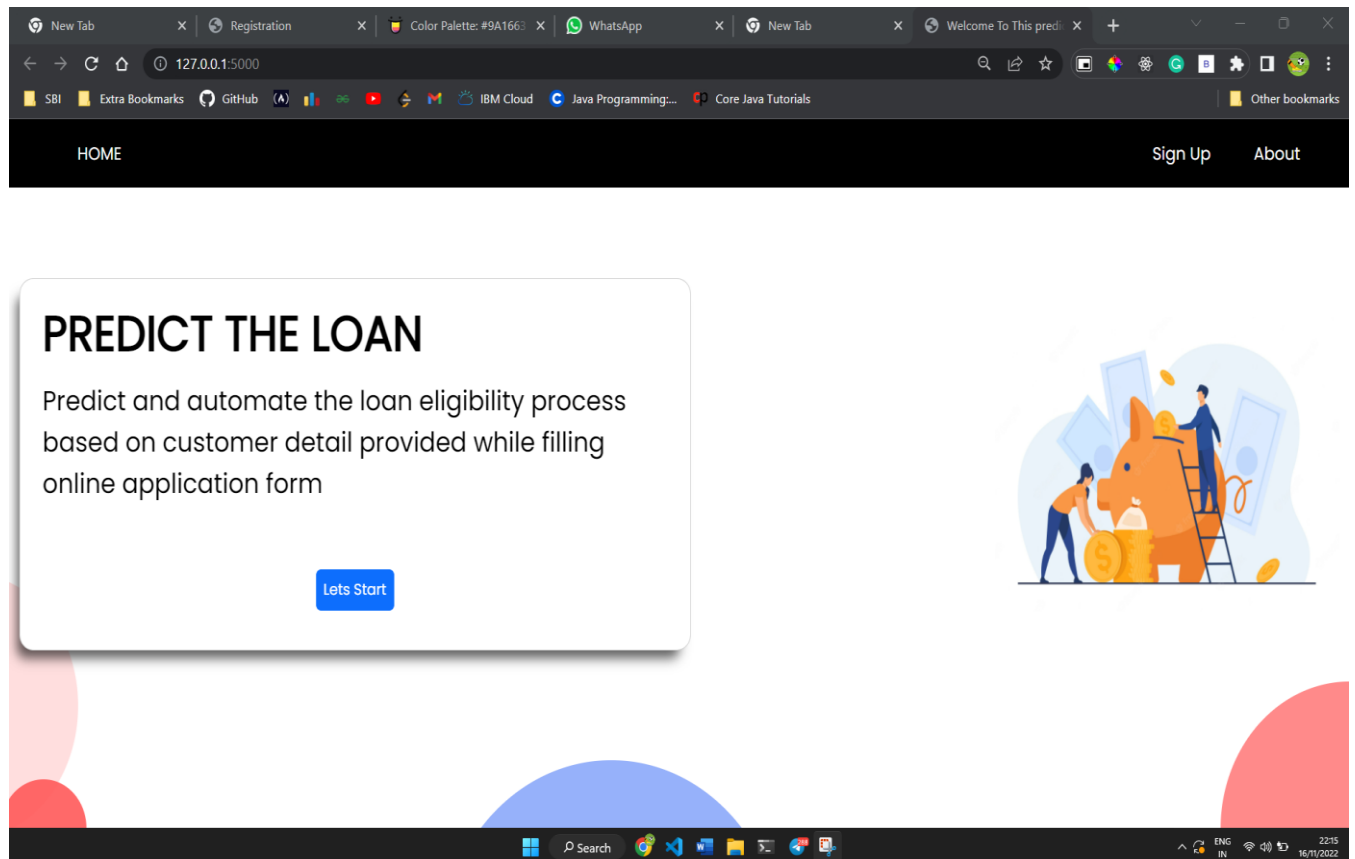 New Tab
Registration
Color Palette: #9A1663
WhatsApp
New Tab
Welcome To This predi
127.0.0.1:5000
SBI
Extra Bookmarks
GitHub
IBM Cloud
Java Programming:...
Core Java Tutorials
Other bookmarks
HOME
Sign Up
About
PREDICT THE LOAN
Predict and automate the loan eligibility process
based on customer detail provided while filling
online application form
Lets Start
Search
ENG
IN
22:15
16/11/2022